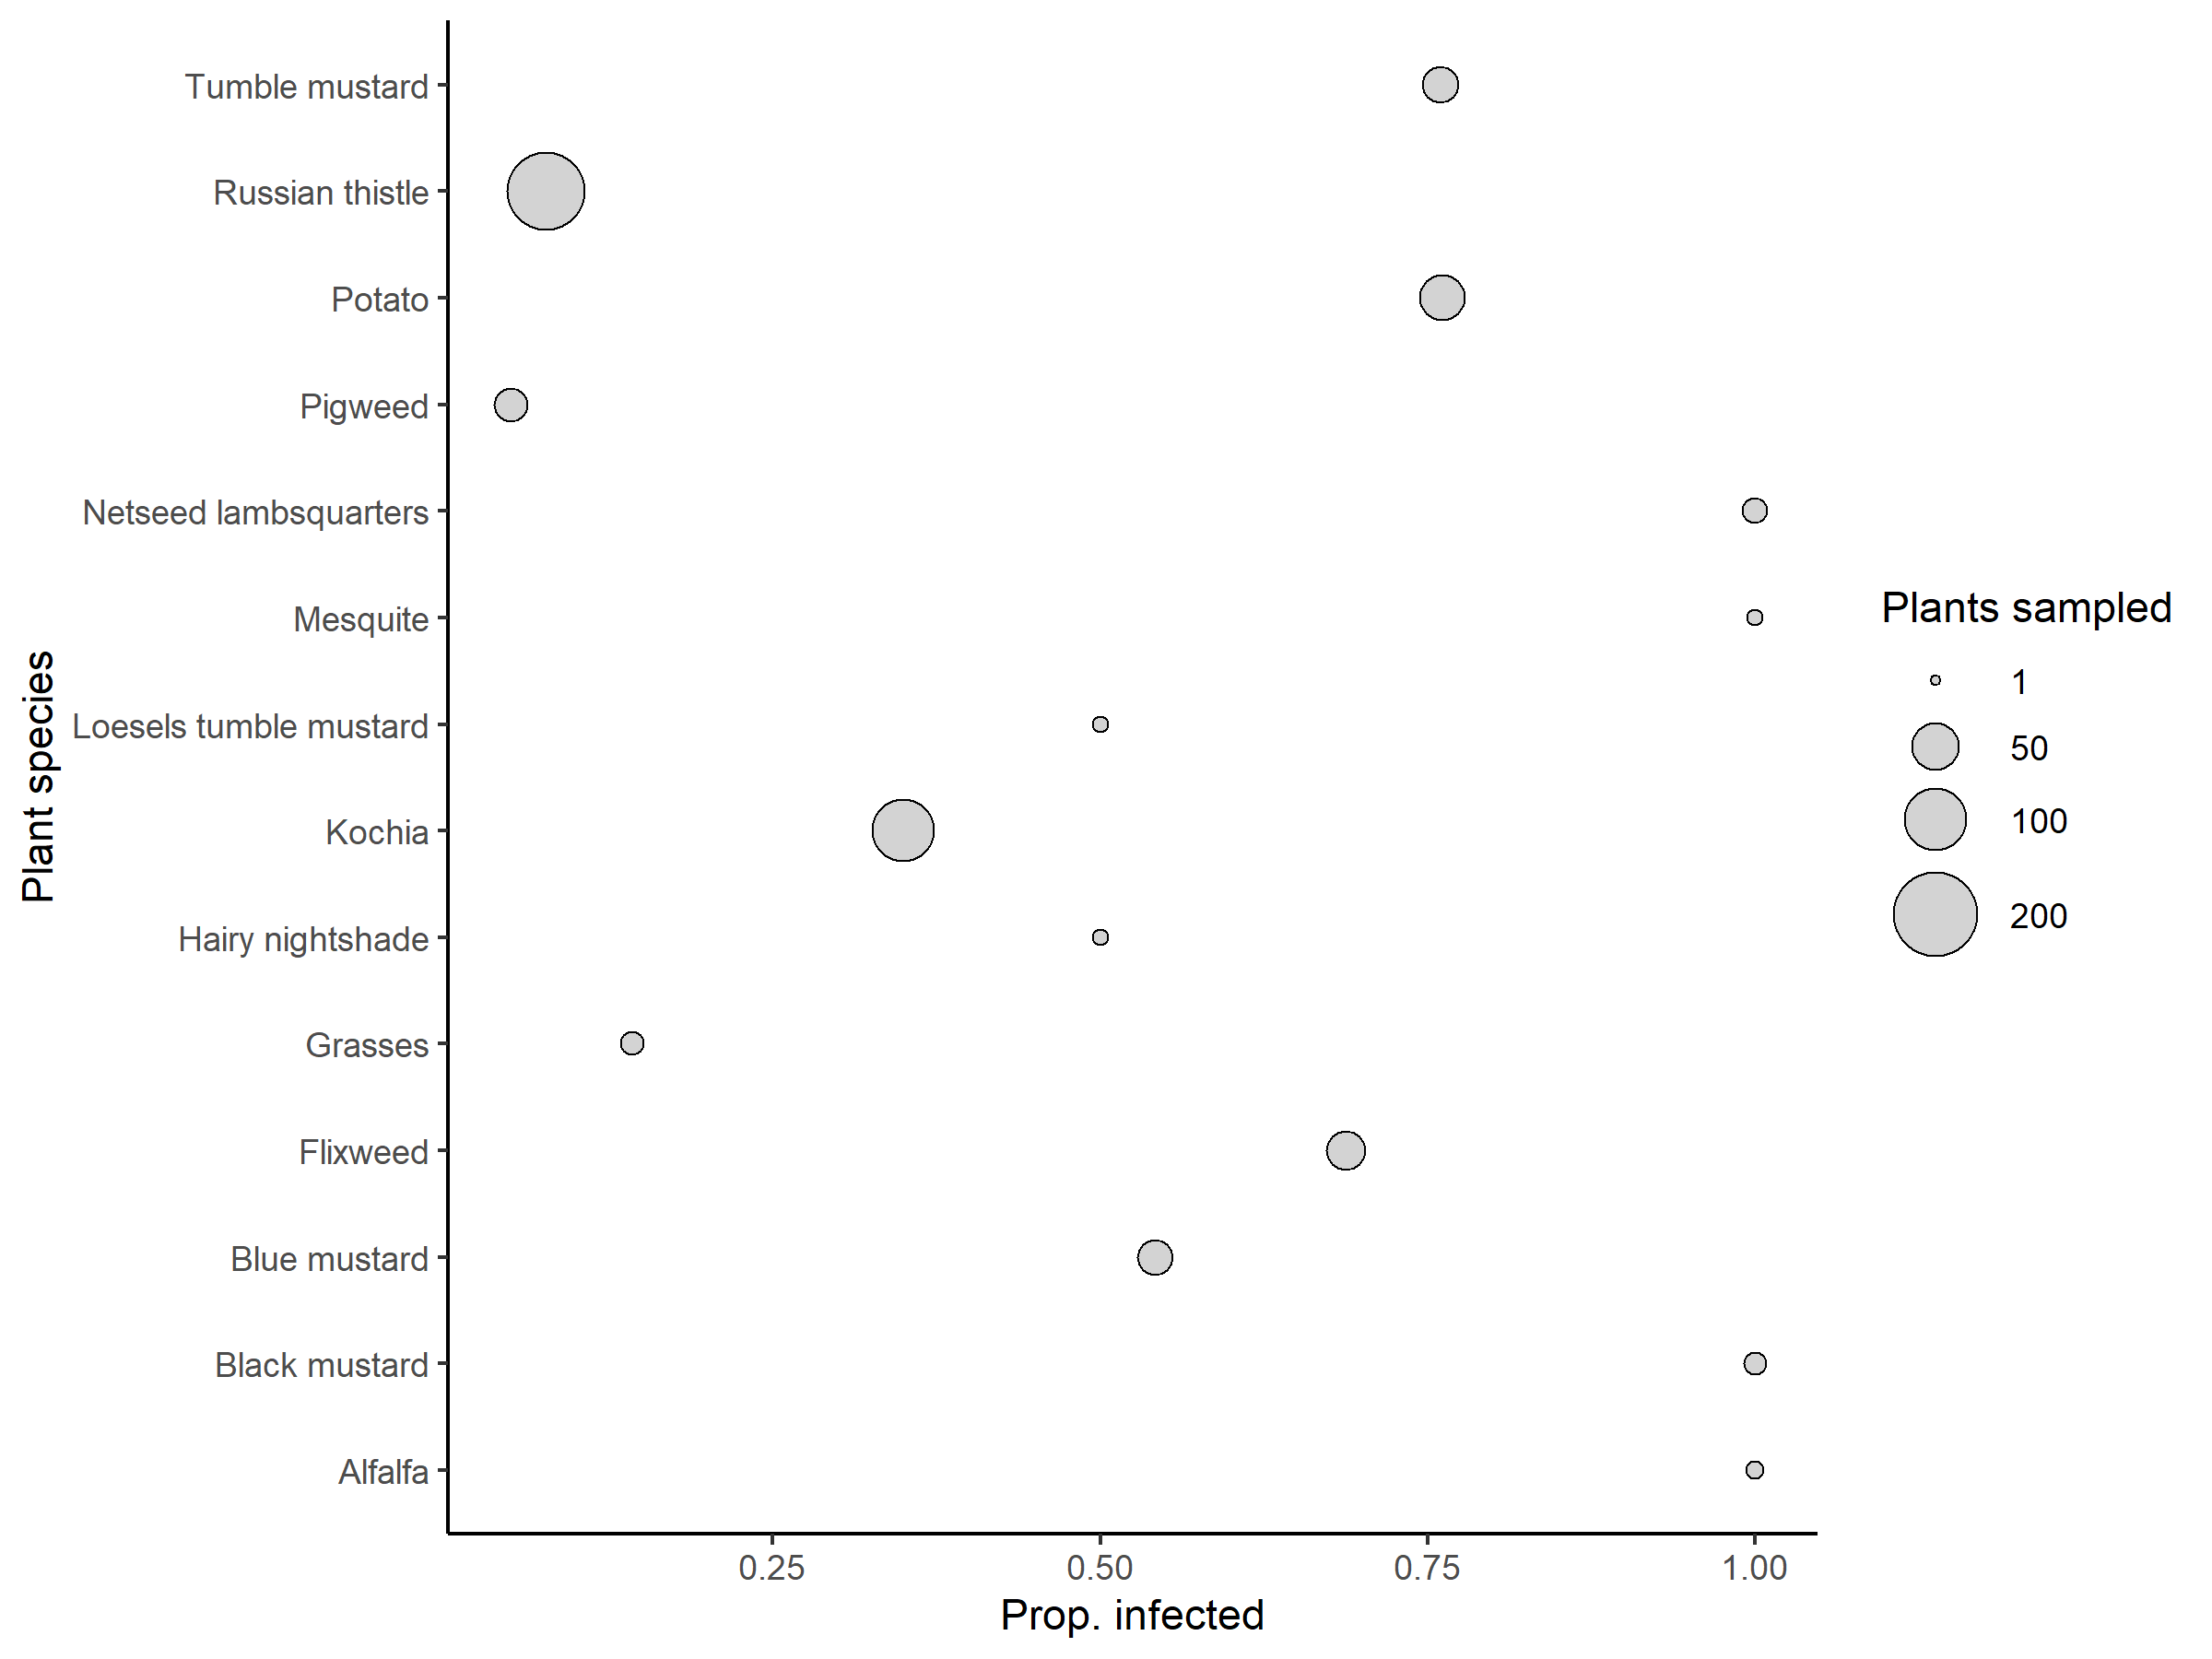 Plant species
Tumble mustard
Russian thistle
Potato
Pigweed
Netseed lambsquarters
Mesquite
Loesels tumble mustard
Kochia
Hairy nightshade
Grasses
Flixweed
Blue mustard
Black mustard
Alfalfa
0.25 0.50 0.75 1.00
Prop. infected
Plants sampled
1
50
100
200